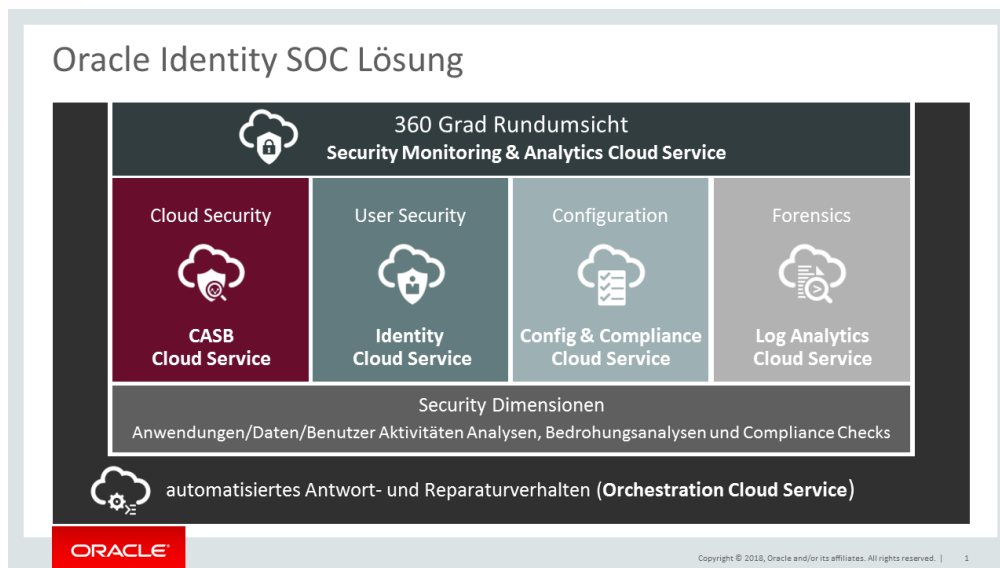 Oracle Identity SOC Lösung
360 Grad Rundumsicht
Security Monitoring & Analytics Cloud Service
Cloud Security
CASB
Cloud Service
User Security
Identity
Cloud Service
Configuration
Config & Compliance
Cloud Service
Forensics
Log Analytics
Cloud Service
Security Dimensionen
Anwendungen/Daten/Benutzer Aktivitäten Analysen, Bedrohungsanalysen und Compliance Checks
automatisiertes Antwort- und Reparaturverhalten (Orchestration Cloud Service)
ORACLE
Copyright © 2018, Oracle and/or its affiliates. All rights reserved. | 1